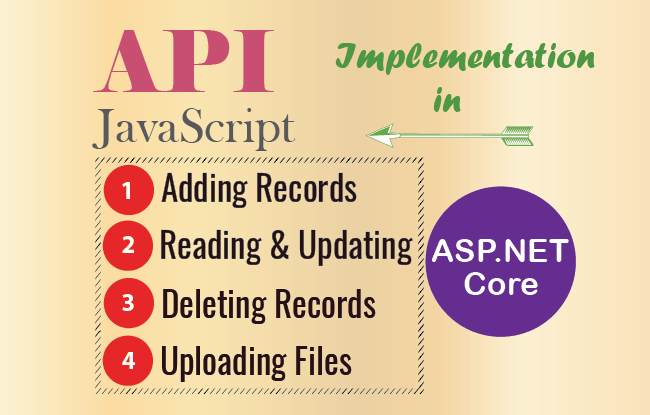 API
JavaScript
Implementation
in
1 Adding Records
2 Reading & Updating
3 Deleting Records
4 Uploading Files
ASP.NET
Core